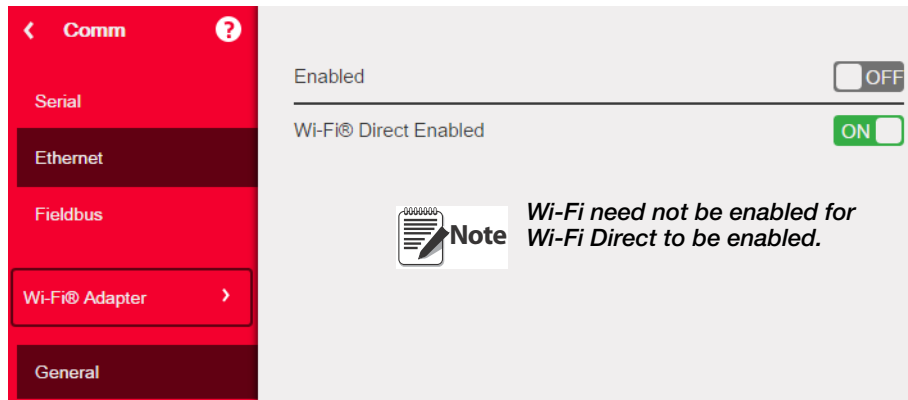 Comm
?
Serial
Ethernet
Fieldbus
Wi-Fi® Adapter
General
Enabled
OFF
Wi-Fi® Direct Enabled
ON
Note
Wi-Fi need not be enabled for
Wi-Fi Direct to be enabled.